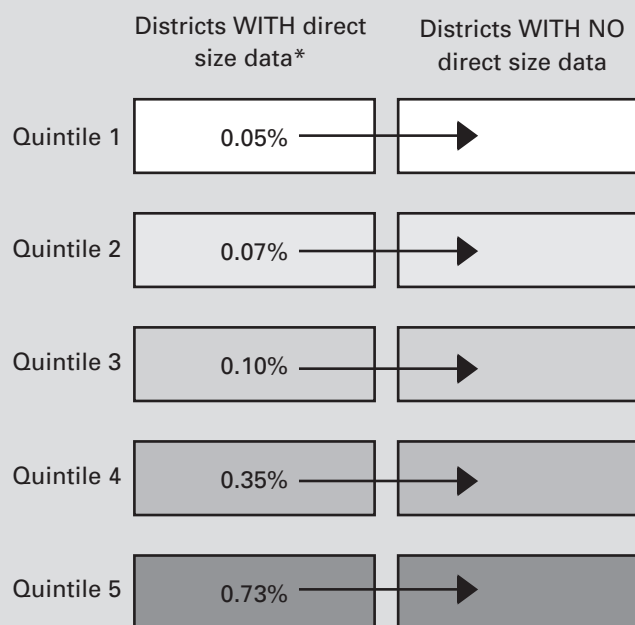 Districts WITH direct
size data*
Districts WITH NO
direct size data
Quintile 1
0.05%
Quintile 2
0.07%
Quintile 3
0.10%
Quintile 4
0.35%
Quintile 5
0.73%